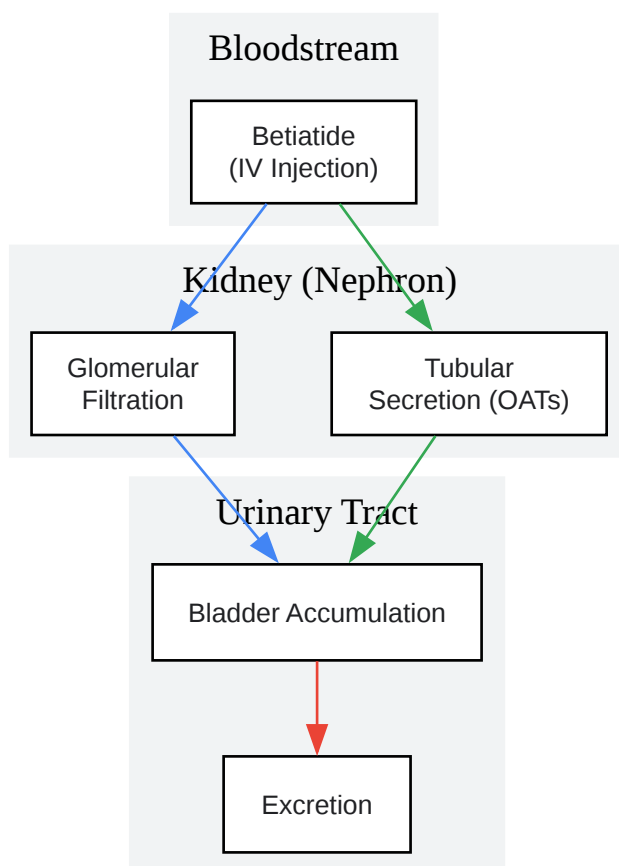 Bloodstream
Betiatide
(IV Injection)
Kidney (Nephron)
Glomerular
Filtration
Tubular
Secretion (OATs)
Urinary Tract
Bladder Accumulation
Excretion